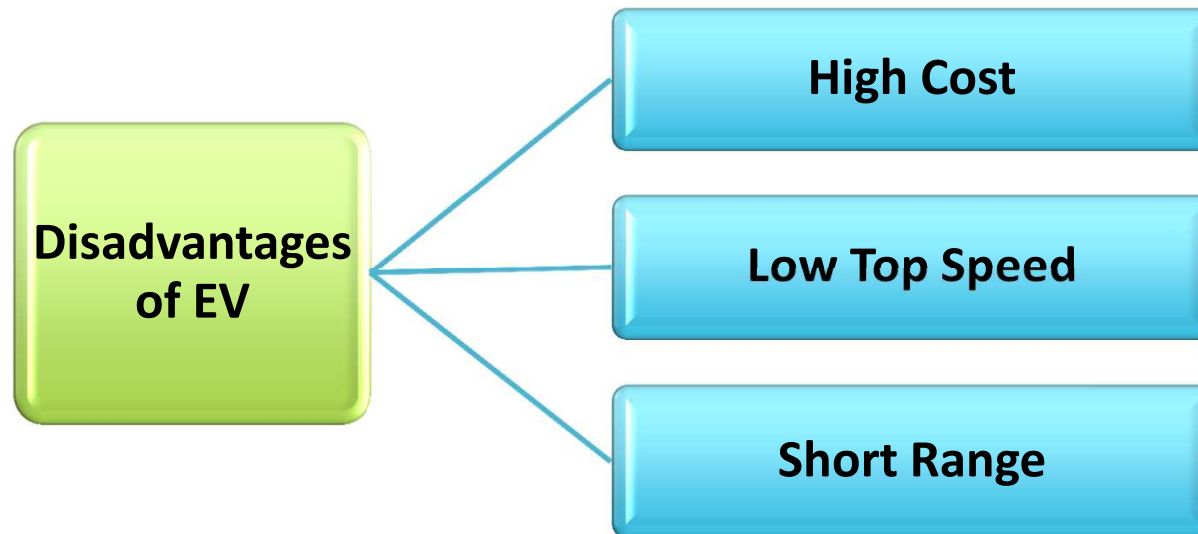 High Cost
Disadvantages
of EV
Low Top Speed
Short Range